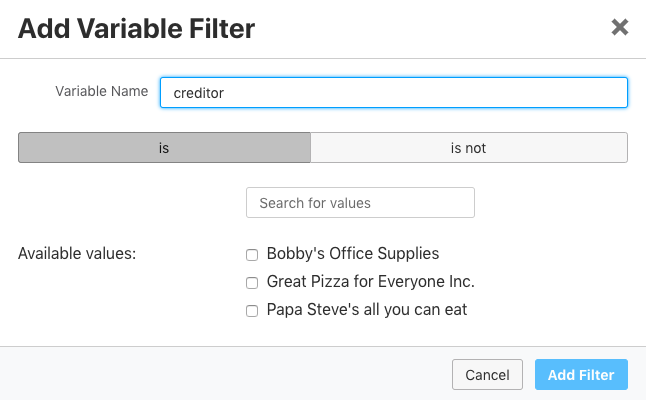 Add Variable Filter
Variable Name creditor
is is not
Search for values
Available values: Bobby's Office Supplies
Great Pizza for Everyone Inc.
Papa Steve's all you can eat
Cancel Add Filter